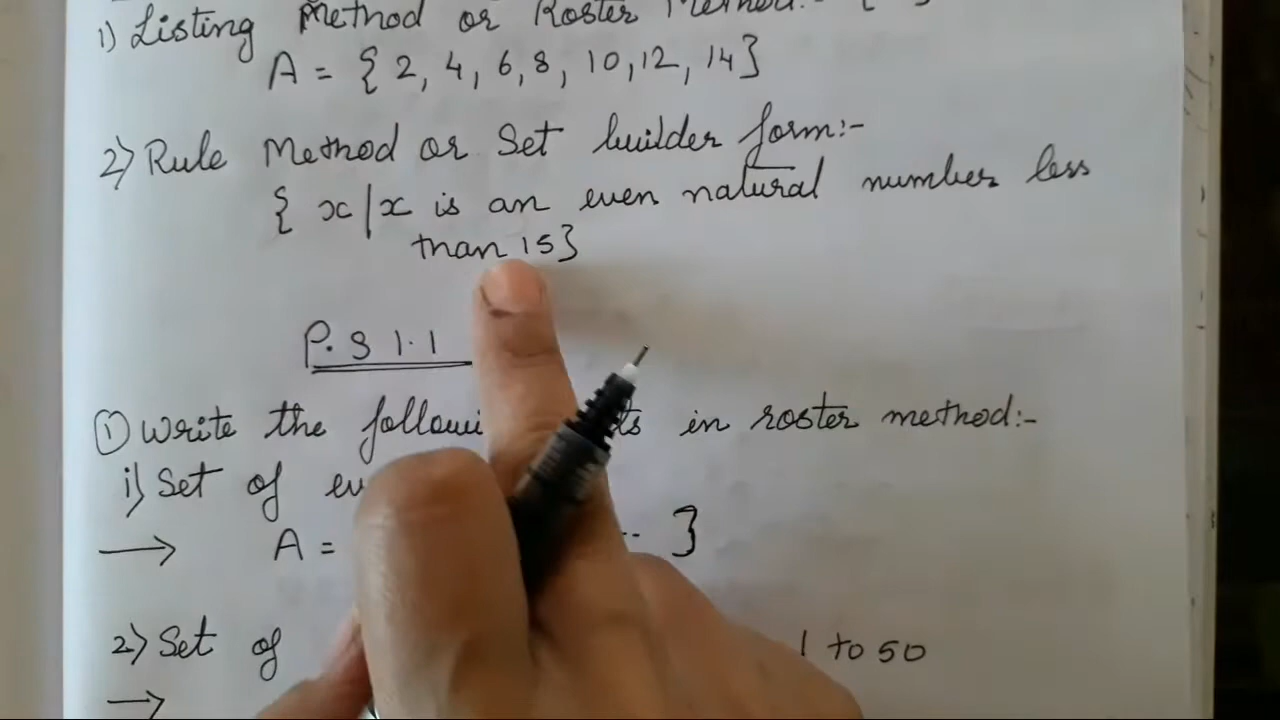 1) Listing Method or Roster Method:- {
A = { 2, 4, 6, 8, 10, 12, 14}
2) Rule Method or Set builder form:-
{ x | x is an even natural number less
than 15}
P. S 1.1
① Write the in roster method:-
i) Set of
A = }
2) Set of 1 to 50